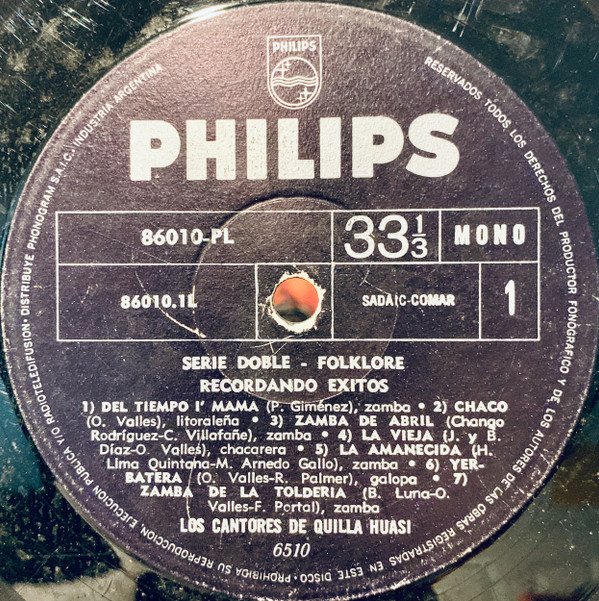 PHILIPS
PHILIPS
86010-PL
33 1/3
MONO
86010.1L
SADAIC-COMAR
1
SERIE DOBLE - FOLKLORE
RECORDANDO EXITOS
1) DEL TIEMPO I' MAMA (P. Giménez), zamba • 2) CHACO
(O. Valles), litoraleña • 3) ZAMBA DE ABRIL (Chango
Rodríguez-C. Villafañe), zamba • 4) LA VIEJA (J. y B.
Díaz-O. Valles), chacarera • 5) LA AMANECIDA (H.
Lima Quintana-M. Arnedo Gallo), zamba • 6) YER-
BATERA (O. Valles-R. Palmer), galopa • 7)
ZAMBA DE LA TOLDERIA (B. Luna-O.
Valles-F. Portal), zamba
LOS CANTORES DE QUILLA HUASI
6510
RESERVADOS TODOS LOS DERECHOS DEL PRODUCTOR FONOGRAFICO Y DE LOS AUTORES DE LAS OBRAS REGISTRADAS EN ESTE DISCO • PROHIBIDA SU REPRODUCCION, EJECUCION PUBLICA Y/O RADIOTELEDIFUSION • DISTRIBUYE PHONOGRAM S.A.I.C. INDUSTRIA ARGENTINA